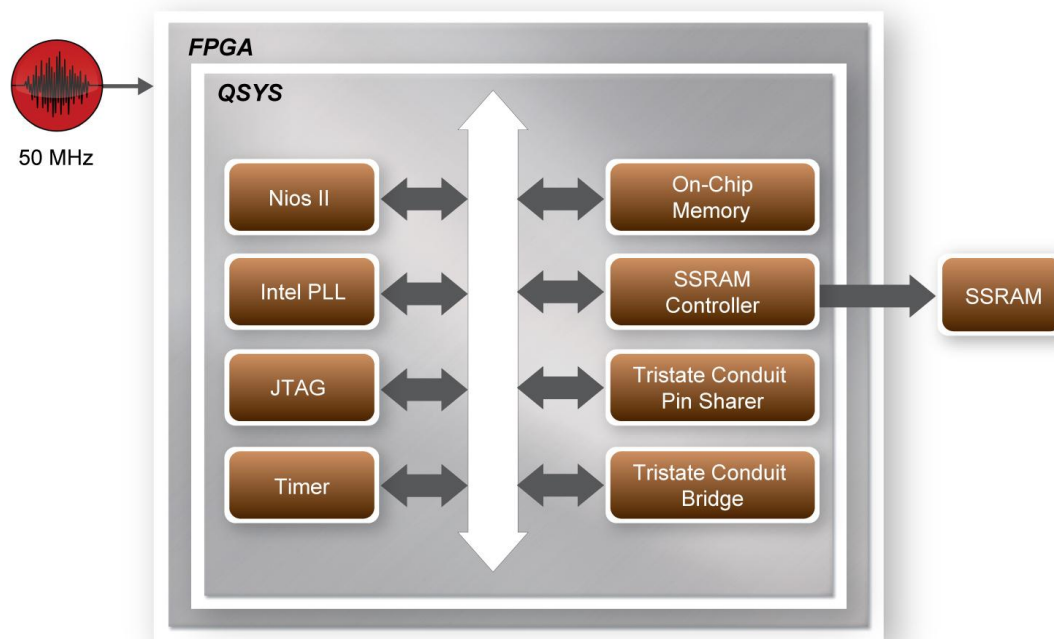 FPGA
QSYS
50 MHz
Nios II
On-Chip
Memory
Intel PLL
SSRAM
Controller
SSRAM
JTAG
Tristate Conduit
Pin Sharer
Timer
Tristate Conduit
Bridge